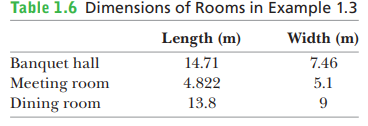 Table 1.6 Dimensions of Rooms in Example 1.3
Length (m) Width (m)
Banquet hall 14.71 7.46
Meeting room 4.822 5.1
Dining room 13.8 9